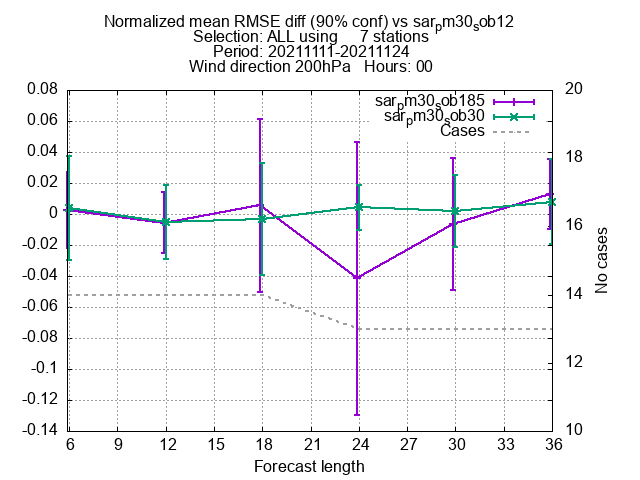 Normalized mean RMSE diff (90% conf) vs sarpm30sob12
Selection: ALL using 7 stations
Period: 20211111-20211124
Wind direction 200hPa Hours: 00
sarpm30sob185
sarpm30sob30
Cases
0.08
0.06
0.04
0.02
0
-0.02
-0.04
-0.06
-0.08
-0.1
-0.12
-0.14
20
18
16
14
12
10
No cases
6 9 12 15 18 21 24 27 30 33 36
Forecast length